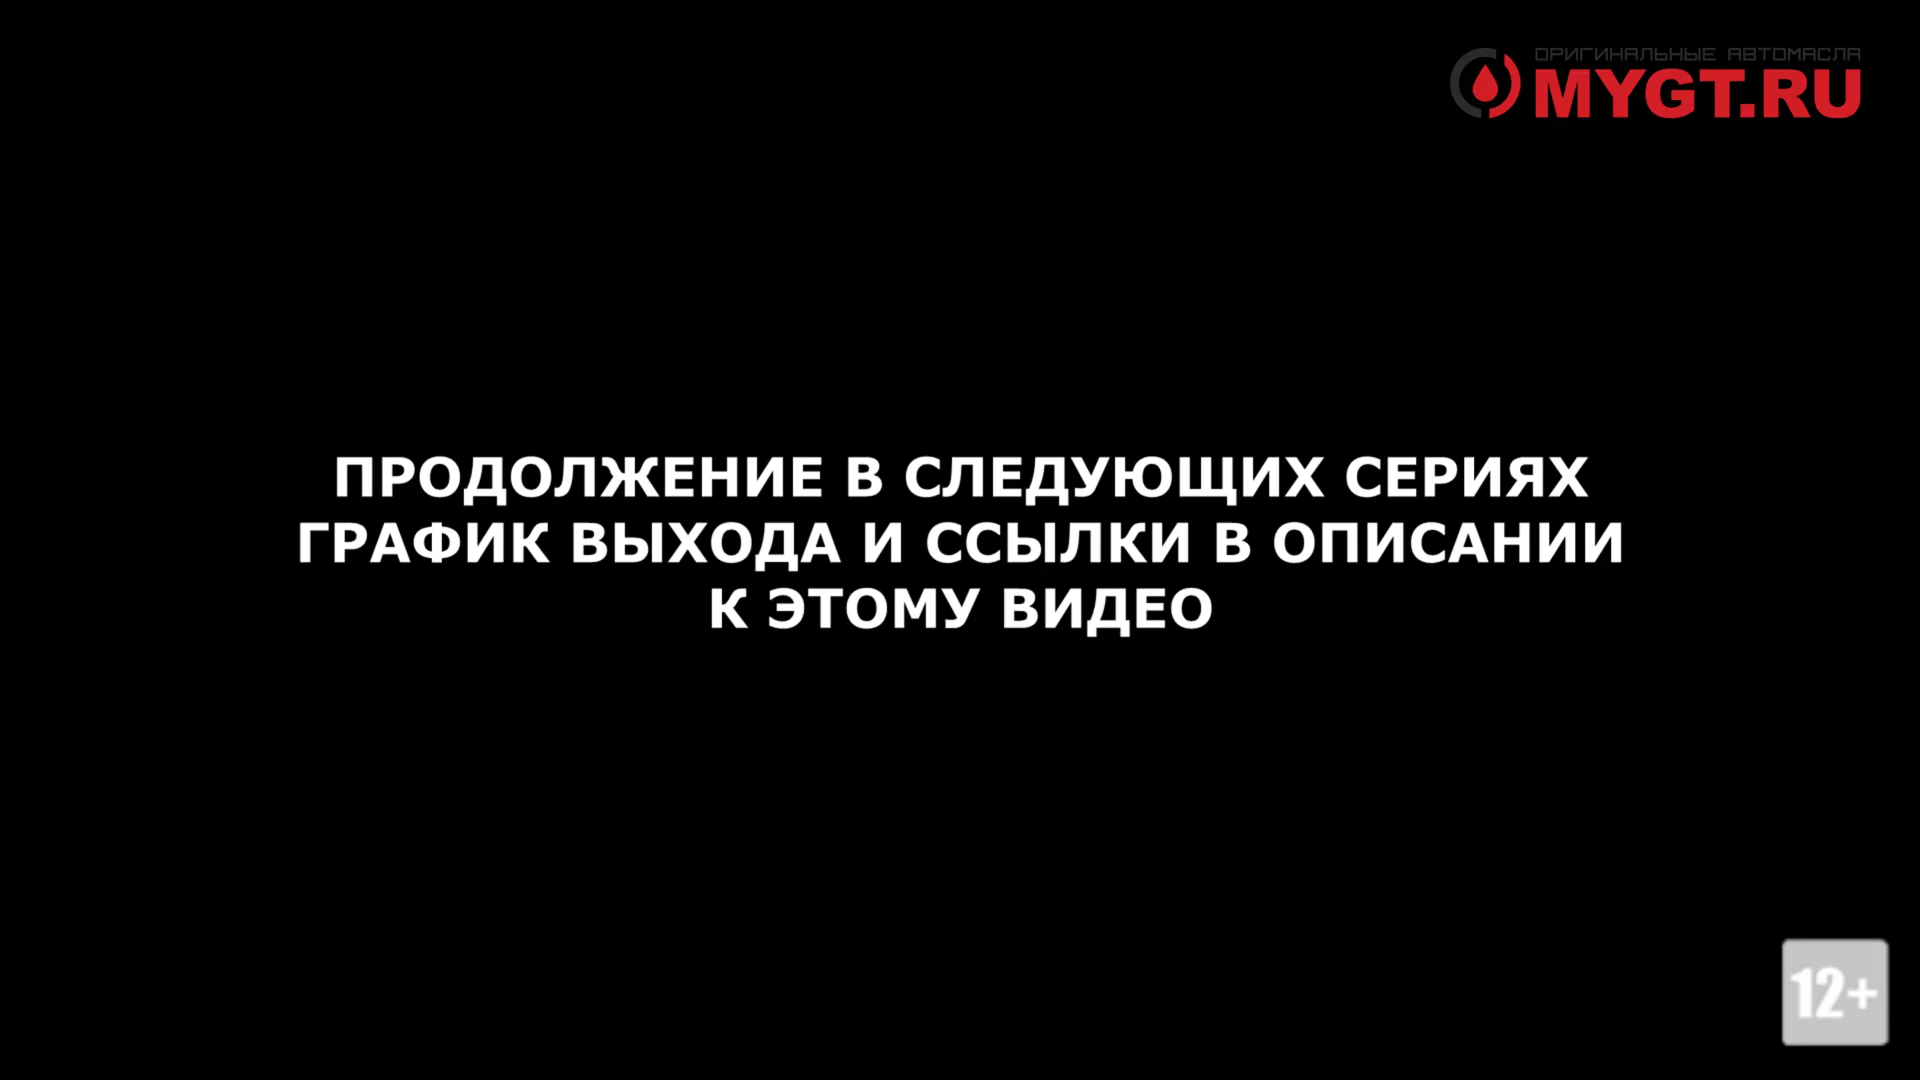 ОРИГИНАЛЬНЫЕ АВТОМАСЛА
MYGT.RU
ПРОДОЛЖЕНИЕ В СЛЕДУЮЩИХ СЕРИЯХ
ГРАФИК ВЫХОДА И ССЫЛКИ В ОПИСАНИИ
К ЭТОМУ ВИДЕО
12+